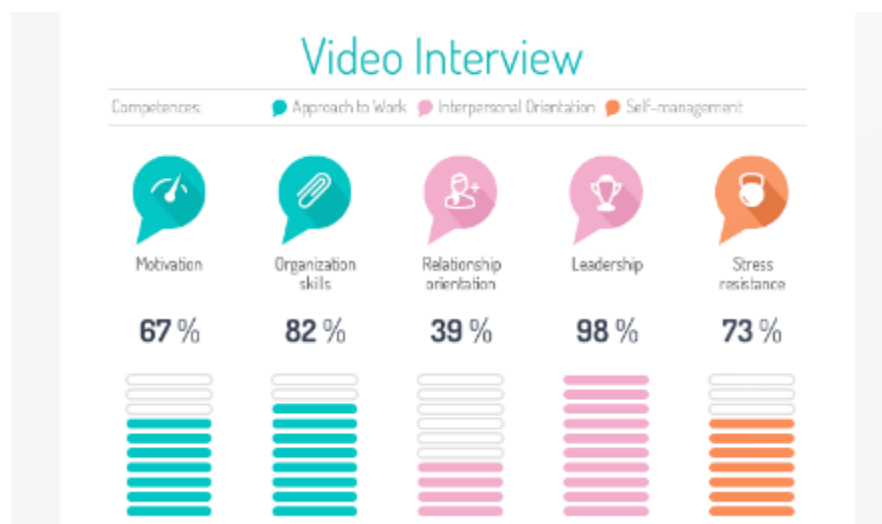 Video Interview
Competences: Approach to Work Interpersonal Orientation Self-management
Motivation Organization skills Relationship orientation Leadership Stress resistance
67 % 82 % 39 % 98 % 73 %